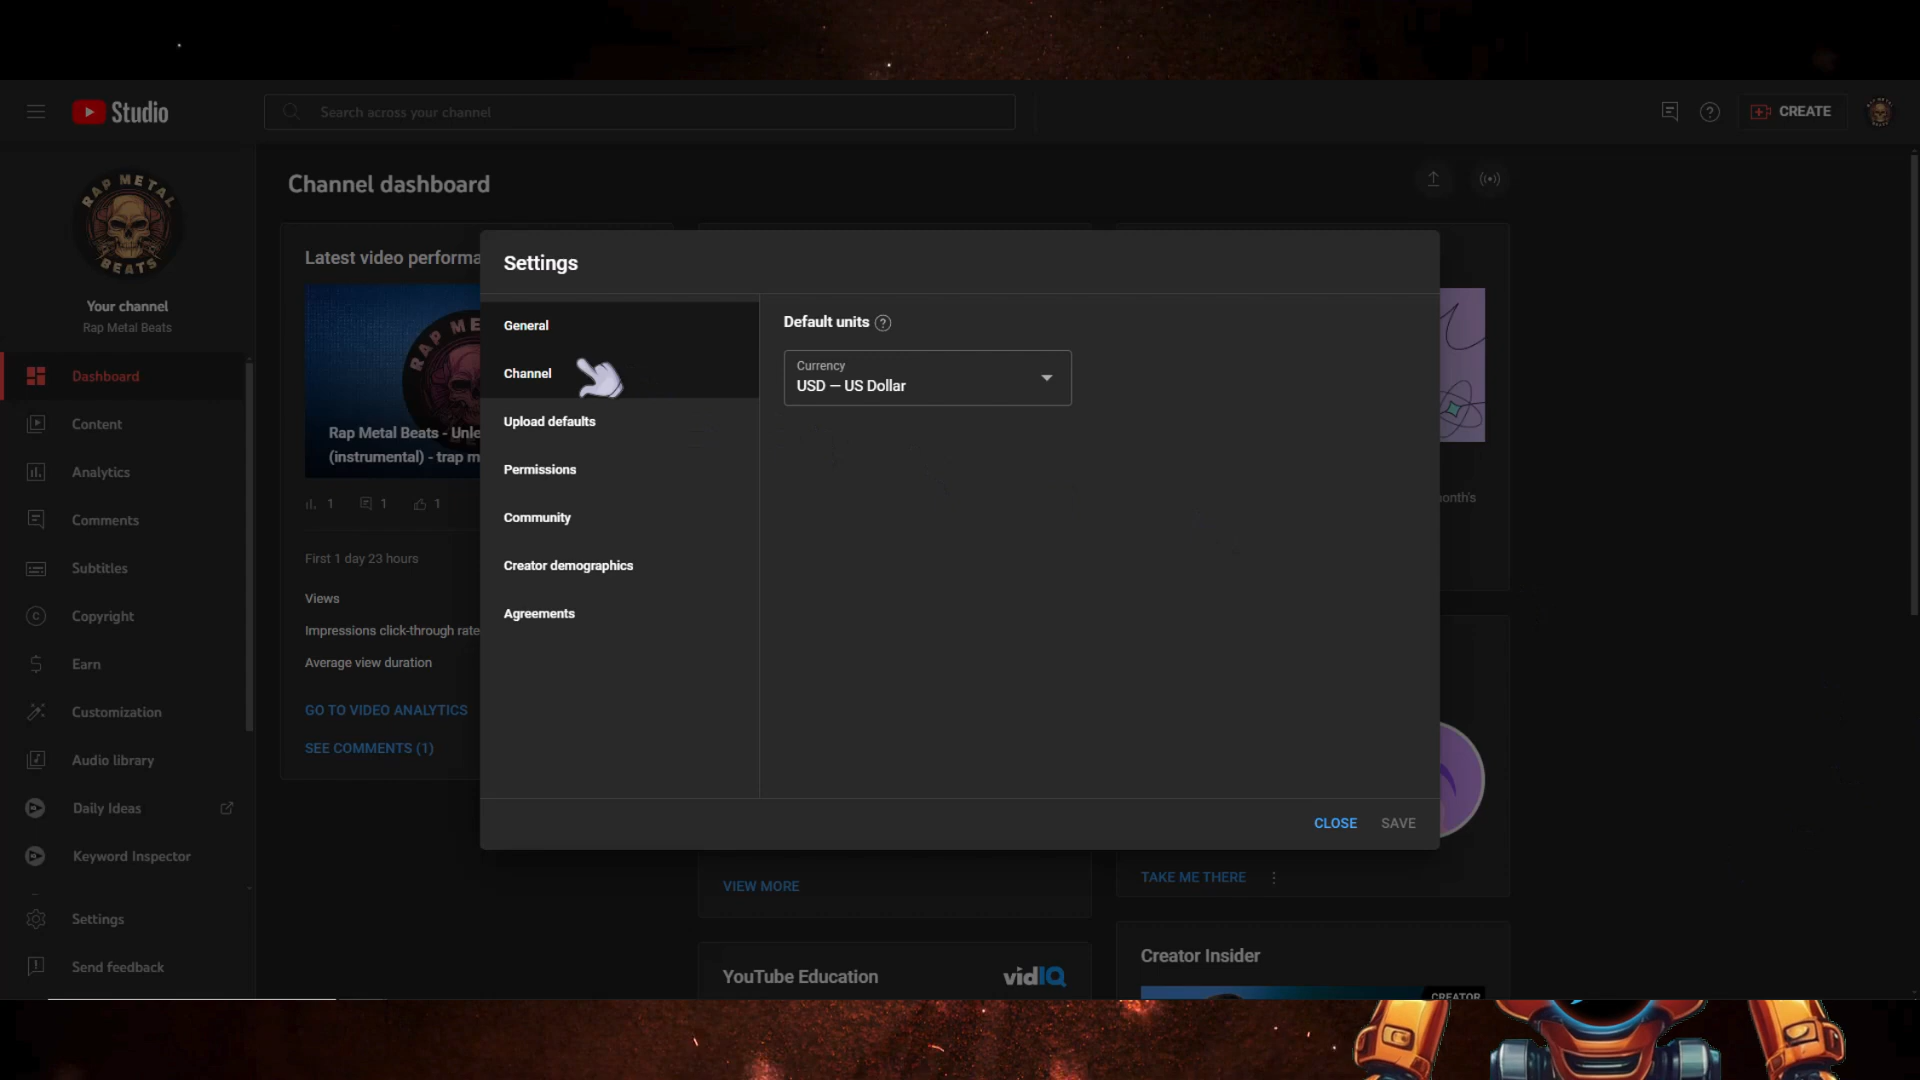 Studio
Search across your channel
CREATE
RAP METAL
BEATS
Your channel
Rap Metal Beats
Dashboard
Content
Analytics
Comments
Subtitles
Copyright
Earn
Customization
Audio library
Daily Ideas
Keyword Inspector
Settings
Send feedback
Channel dashboard
Latest video performa
Rap Metal Beats - Unle
(instrumental) - trap m
1 1 1
First 1 day 23 hours
Views
Impressions click-through rate
Average view duration
GO TO VIDEO ANALYTICS
SEE COMMENTS (1)
Settings
General
Channel
Upload defaults
Permissions
Community
Creator demographics
Agreements
Default units
Currency
USD — US Dollar
CLOSE
SAVE
onth's
VIEW MORE
TAKE ME THERE
YouTube Education
vidIQ
Creator Insider
CREATOR